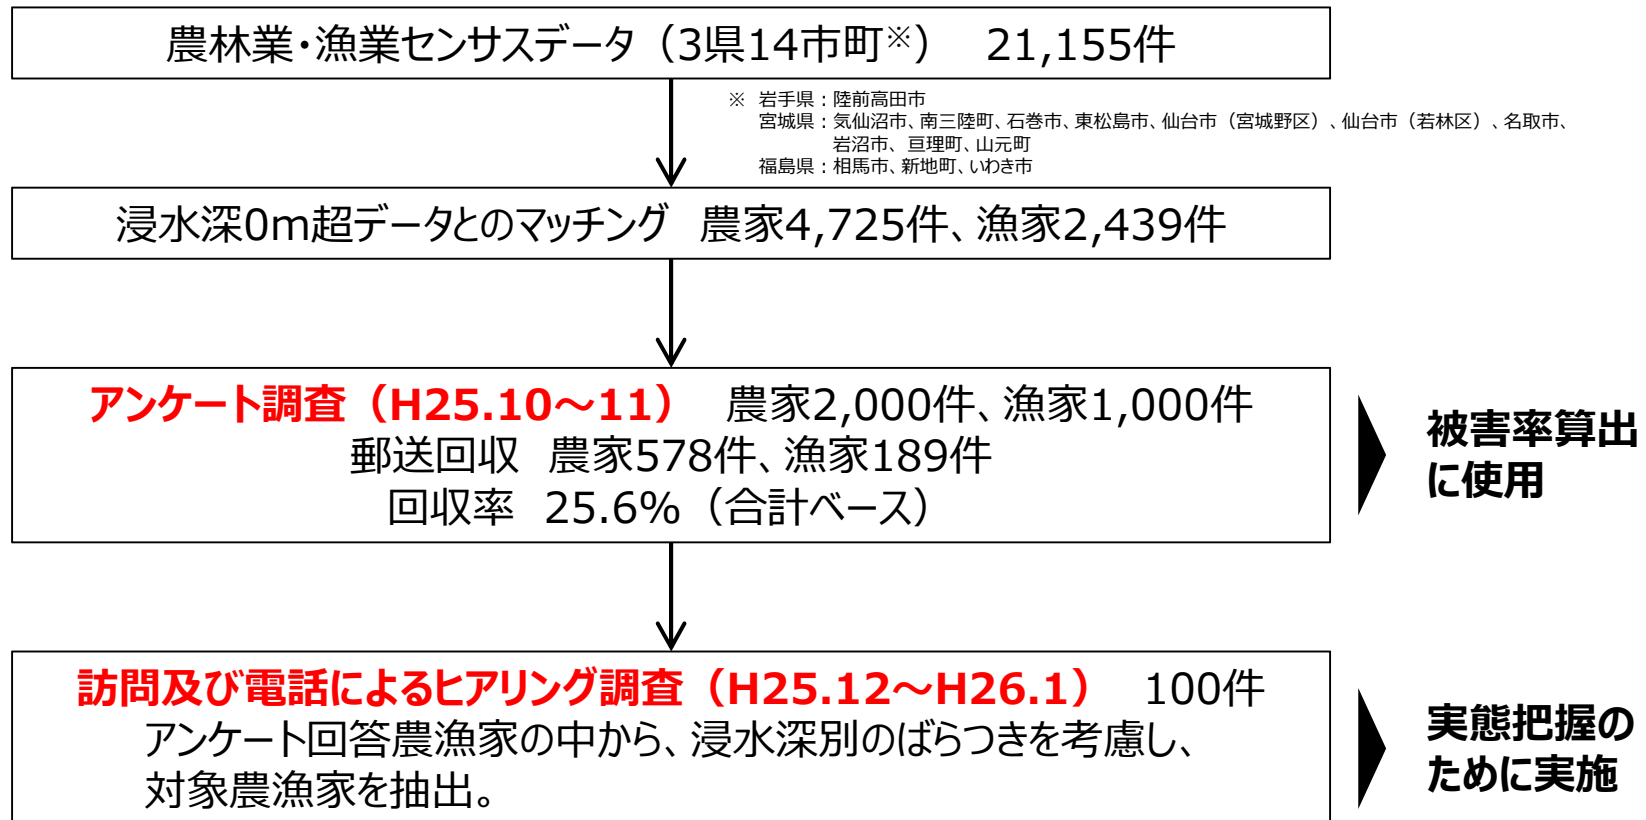 農林業・漁業センサスデータ（3県14市町※） 21,155件
※ 岩手県：陸前高田市
宮城県：気仙沼市、南三陸町、石巻市、東松島市、仙台市（宮城野区）、仙台市（若林区）、名取市、
岩沼市、亘理町、山元町
福島県：相馬市、新地町、いわき市
浸水深0m超データとのマッチング 農家4,725件、漁家2,439件
アンケート調査（H25.10～11） 農家2,000件、漁家1,000件
郵送回収 農家578件、漁家189件
回収率 25.6%（合計ベース）
被害率算出
に使用
訪問及び電話によるヒアリング調査（H25.12～H26.1） 100件
アンケート回答農漁家の中から、浸水深別のばらつきを考慮し、
対象農漁家を抽出。
実態把握の
ために実施